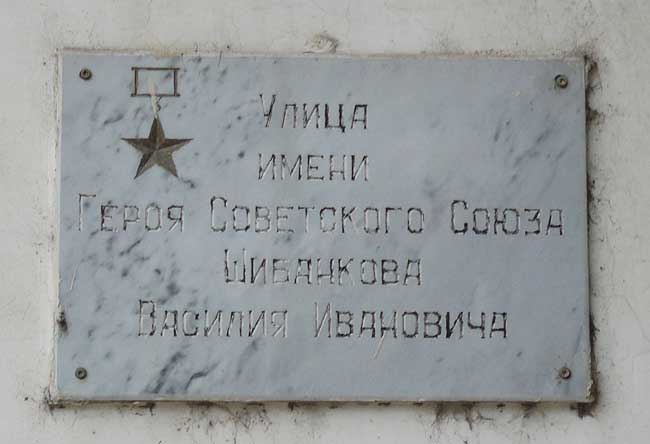 Улица
имени
Героя Советского Союза
Шибанкова
Василия Ивановича